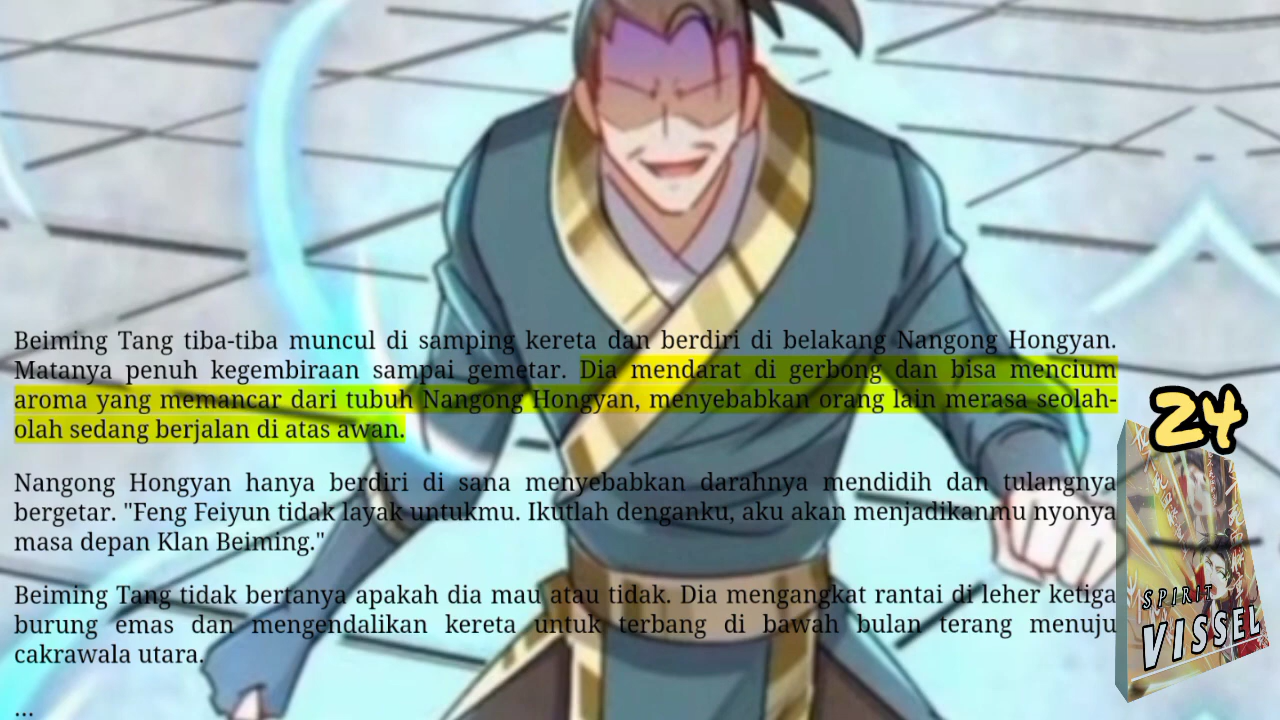 Beiming Tang tiba-tiba muncul di samping kereta dan berdiri di belakang Nangong Hongyan.
Matanya penuh kegembiraan sampai gemetar. Dia mendarat di gerbong dan bisa mencium
aroma yang memancar dari tubuh Nangong Hongyan, menyebabkan orang lain merasa seolah-
olah sedang berjalan di atas awan.
Nangong Hongyan hanya berdiri di sana menyebabkan darahnya mendidih dan tulangnya
bergetar. "Feng Feiyun tidak layak untukmu. Ikutlah denganku, aku akan menjadikanmu nyonya
masa depan Klan Beiming."
Beiming Tang tidak bertanya apakah dia mau atau tidak. Dia mengangkat rantai di leher ketiga
burung emas dan mengendalikan kereta untuk terbang di bawah bulan terang menuju
cakrawala utara.
...
24
SPIRIT
VISSEL